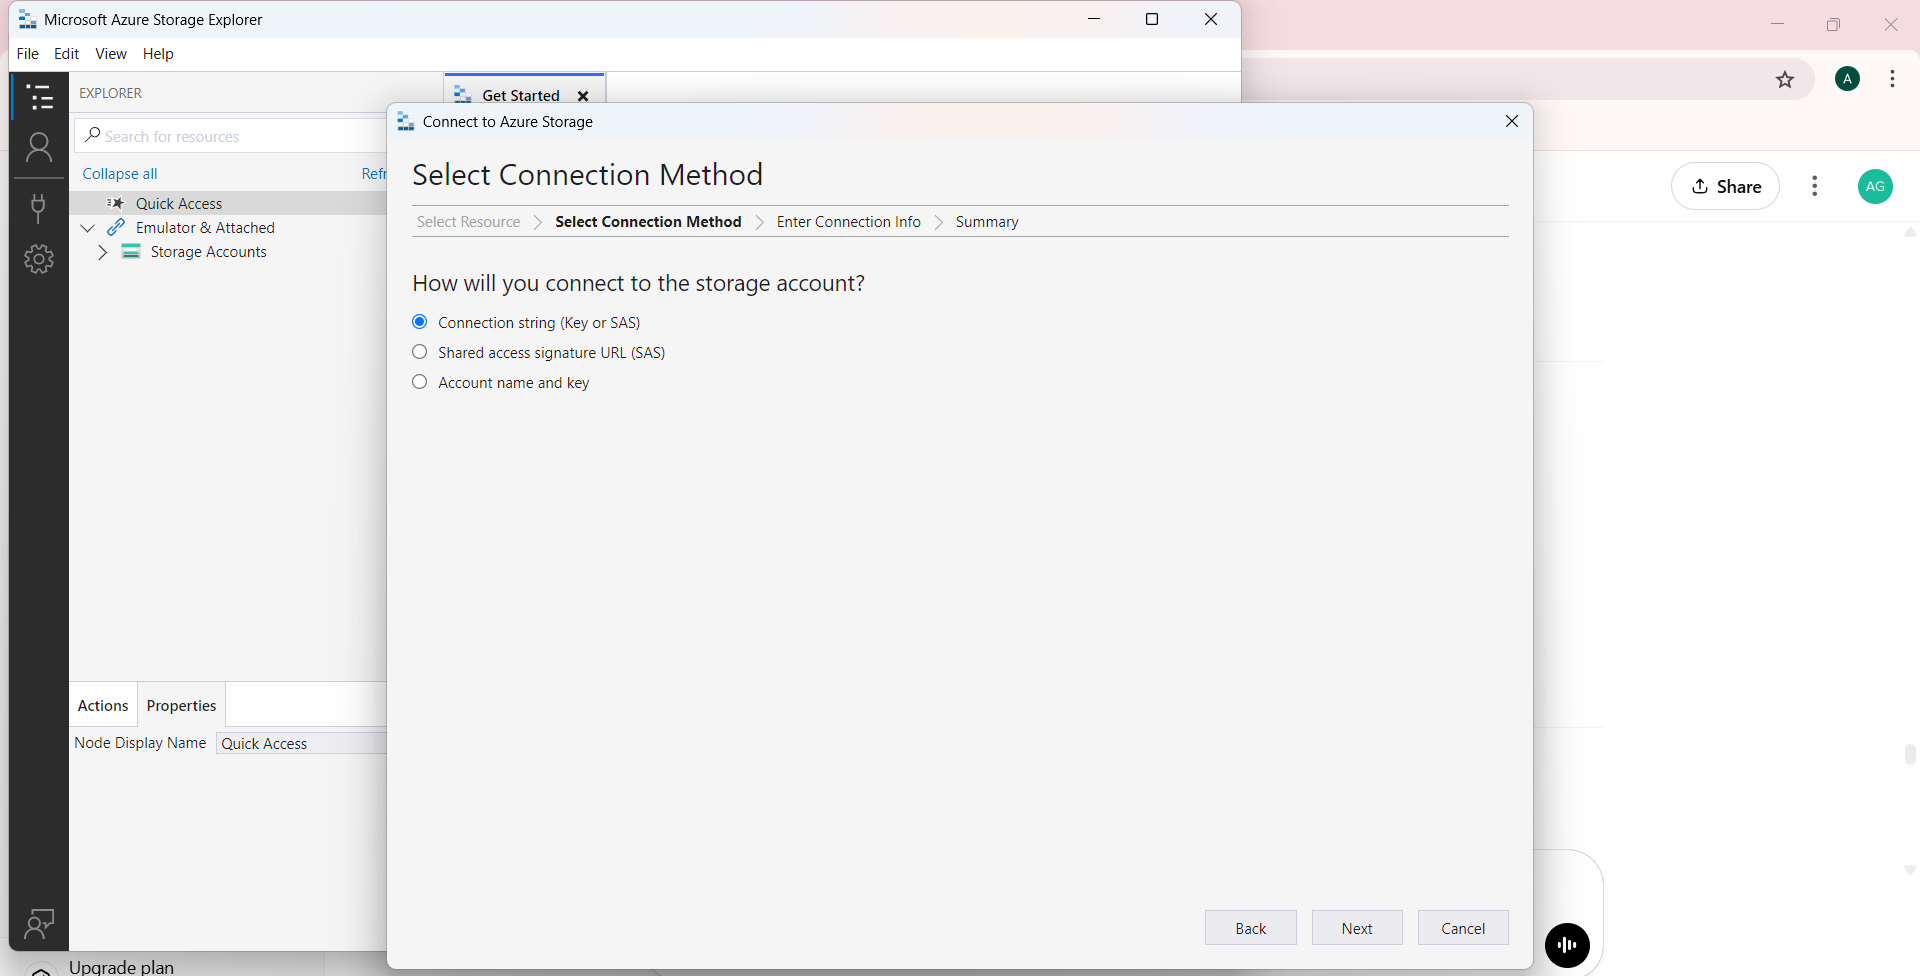 Microsoft Azure Storage Explorer
File Edit View Help
EXPLORER
Get Started
Search for resources
Collapse all
Refr
Quick Access
Emulator & Attached
Storage Accounts
Actions Properties
Node Display Name Quick Access
Connect to Azure Storage
Select Connection Method
Select Resource Select Connection Method Enter Connection Info Summary
How will you connect to the storage account?
Connection string (Key or SAS)
Shared access signature URL (SAS)
Account name and key
Back Next Cancel
A
Share
AG
Upgrade plan